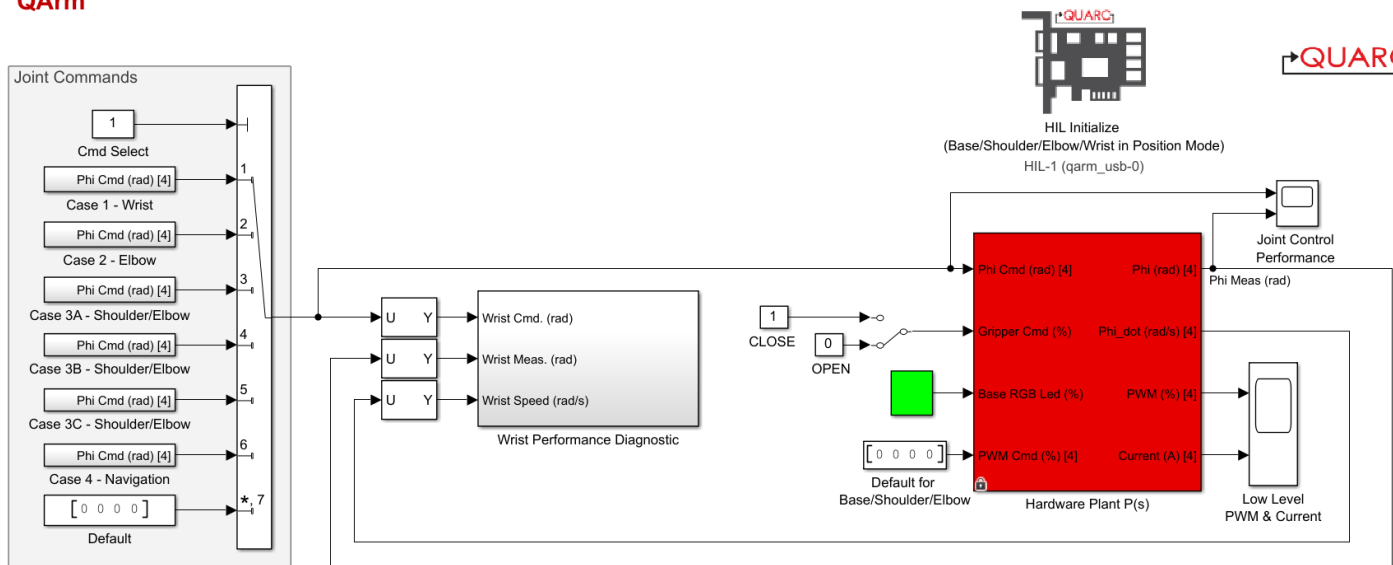 QArm
QUARC
QUARC
HIL Initialize
(Base/Shoulder/Elbow/Wrist in Position Mode)
HIL-1 (qarm_usb-0)
Joint Commands
1
Cmd Select
1
Phi Cmd (rad) [4]
Case 1 - Wrist
2
Phi Cmd (rad) [4]
Case 2 - Elbow
3
Phi Cmd (rad) [4]
Case 3A - Shoulder/Elbow
4
Phi Cmd (rad) [4]
Case 3B - Shoulder/Elbow
5
Phi Cmd (rad) [4]
Case 3C - Shoulder/Elbow
6
Phi Cmd (rad) [4]
Case 4 - Navigation
*, 7
[0 0 0 0]
Default
U Y
U Y
U Y
Wrist Cmd. (rad)
Wrist Meas. (rad)
Wrist Speed (rad/s)
Wrist Performance Diagnostic
1
CLOSE
0
OPEN
[0 0 0 0]
Default for
Base/Shoulder/Elbow
Phi Cmd (rad) [4]
Gripper Cmd (%)
Base RGB Led (%)
PWM Cmd (%) [4]
Phi (rad) [4]
Phi_dot (rad/s) [4]
PWM (%) [4]
Current (A) [4]
Hardware Plant P(s)
Joint Control
Performance
Phi Meas (rad)
Low Level
PWM & Current